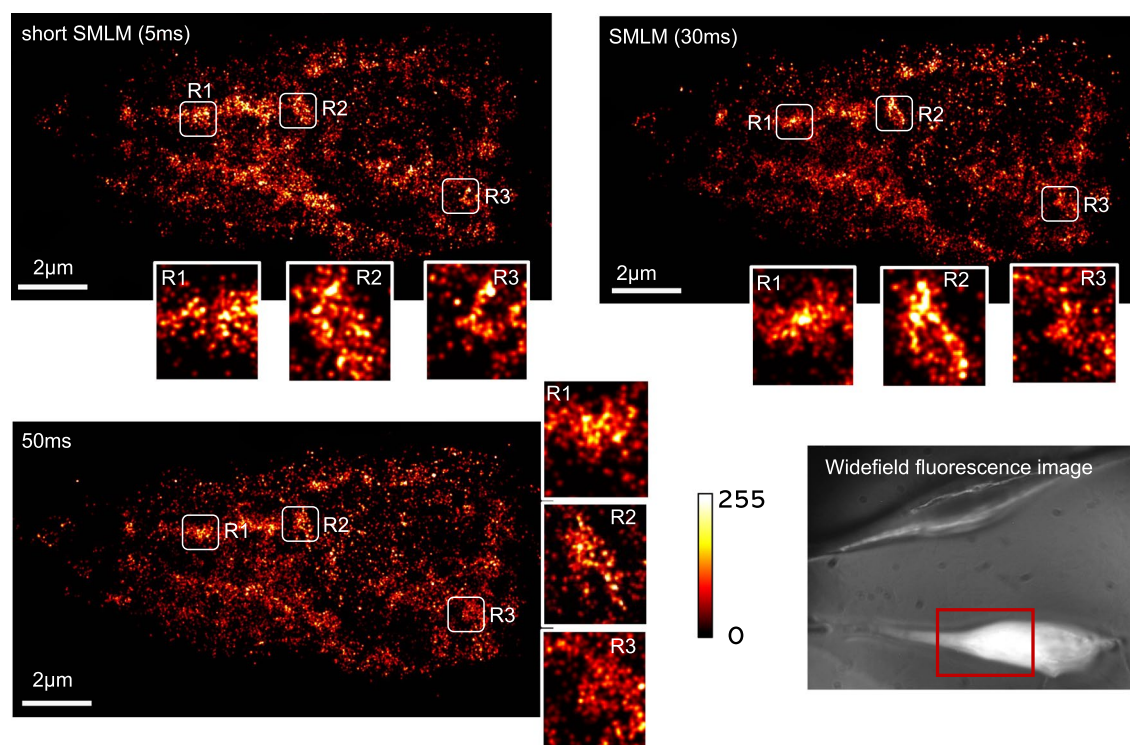 short SMLM (5ms)
R1
R2
R3
2μm
R1
R2
R3
SMLM (30ms)
R1
R2
R3
2μm
R1
R2
R3
50ms
R1
R2
R3
2μm
R1
R2
R3
255
0
Widefield fluorescence image